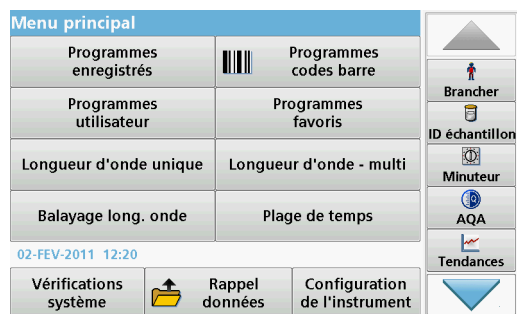 Menu principal
Programmes
enregistrés
Programmes
codes barre
Programmes
utilisateur
Programmes
favoris
Longueur d'onde unique
Longueur d'onde - multi
Balayage long. onde
Plage de temps
02-FEV-2011 12:20
Vérifications
système
Rappel
données
Configuration
de l'instrument
Brancher
ID échantillon
Minuteur
AQA
Tendances